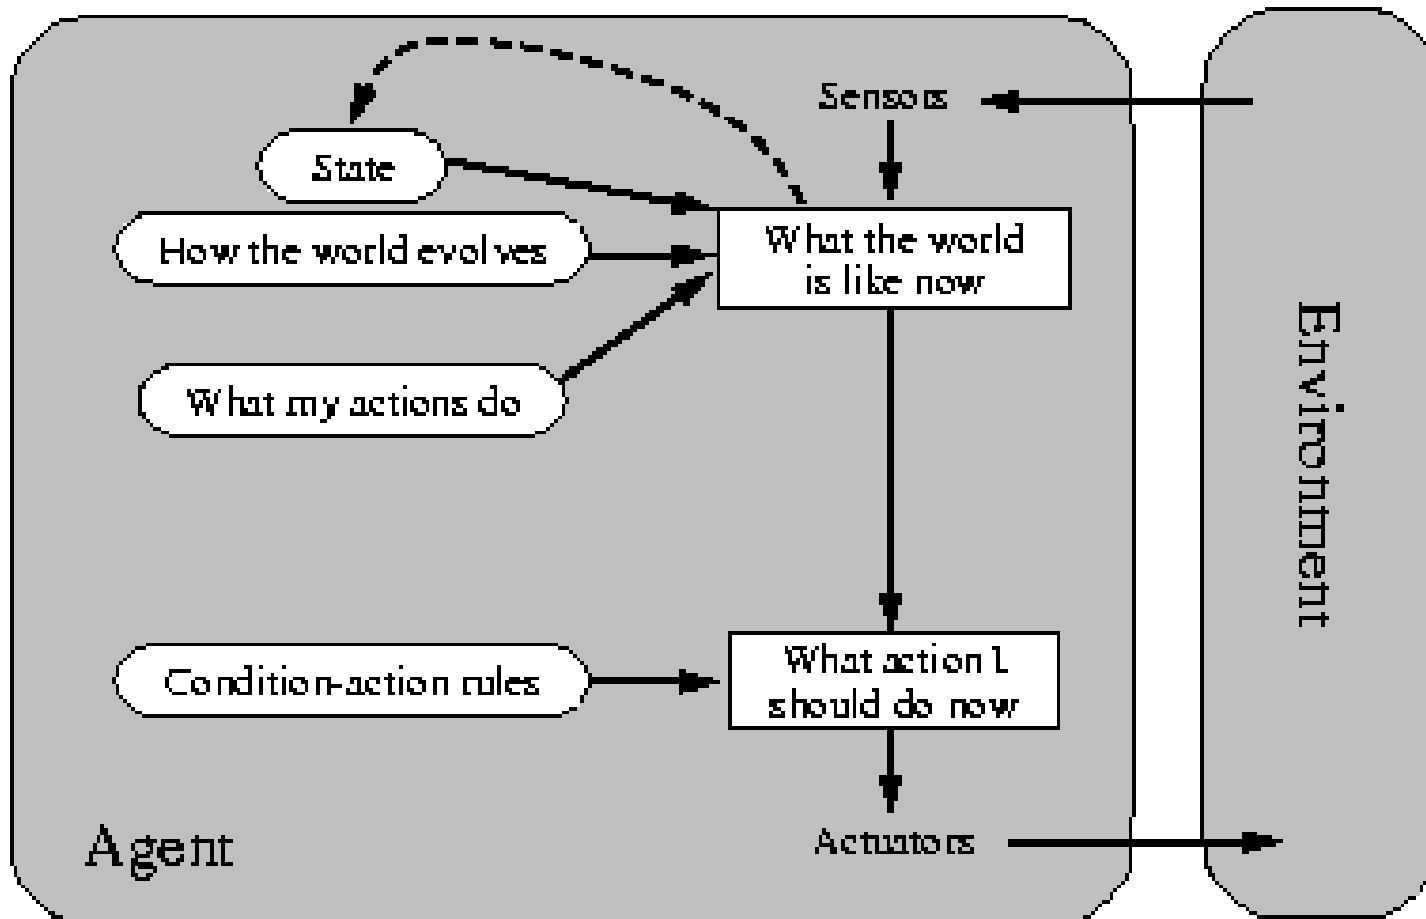 Sensors
State
How the world evolves
What the world
is like now
What my actions do
Environment
Condition-action rules
What action I
should do now
Agent
Actuators